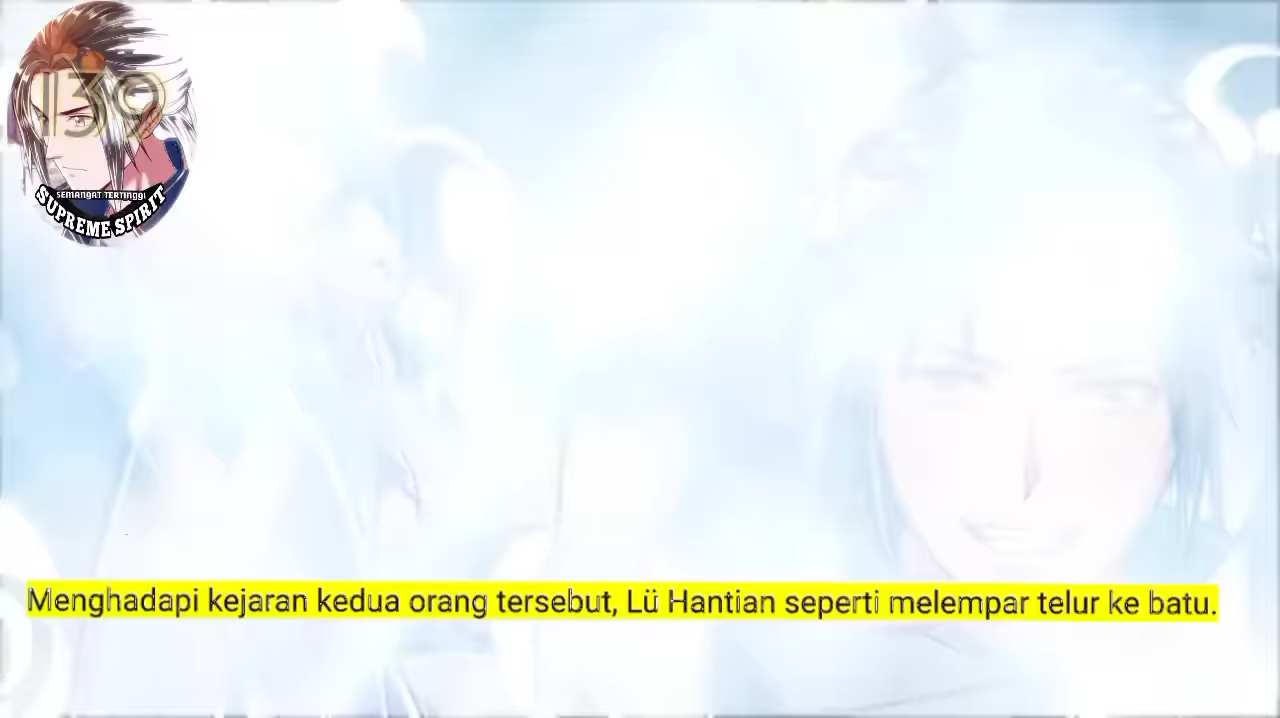 139
SEMANGAT TERTINGGI
SUPREME SPIRIT
Menghadapi kejaran kedua orang tersebut, Lü Hantian seperti melempar telur ke batu.